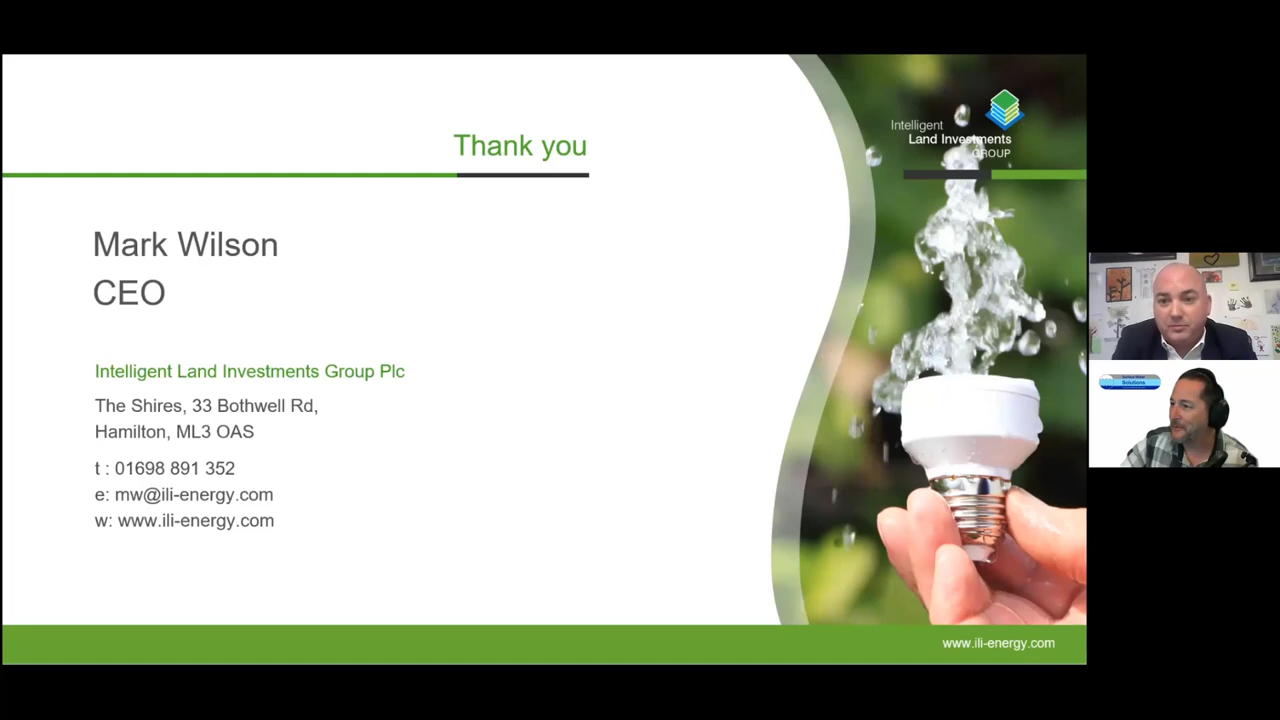 Thank you
Mark Wilson
CEO
Intelligent Land Investments Group Plc
The Shires, 33 Bothwell Rd,
Hamilton, ML3 OAS
t : 01698 891 352
e: mw@ili-energy.com
w: www.ili-energy.com
Intelligent
Land Investments
GROUP
www.ili-energy.com
Solutions